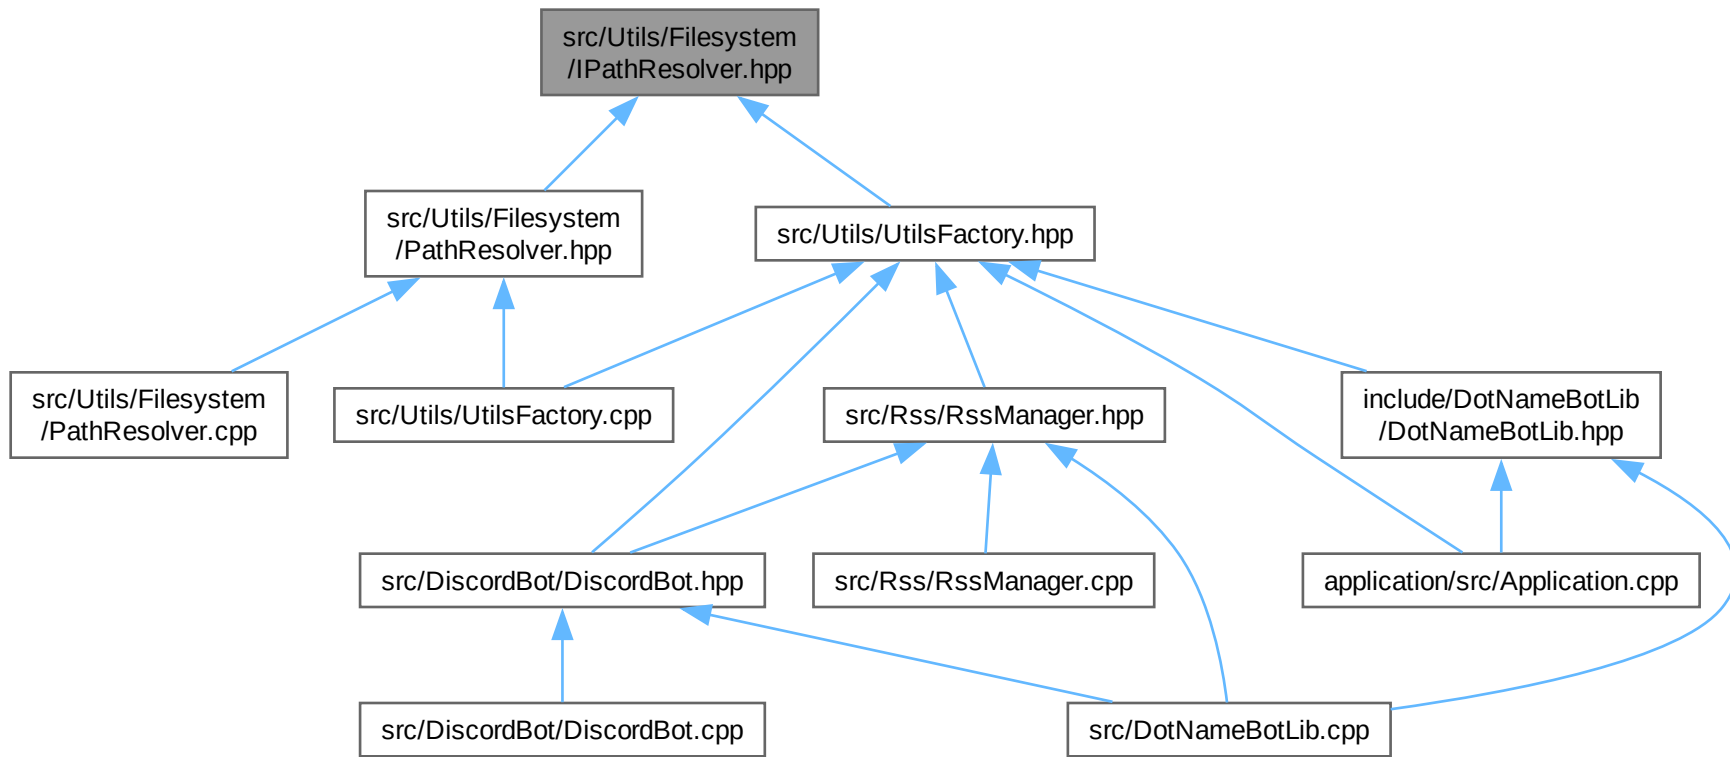 src/Utils/Filesystem
/IPathResolver.hpp
src/Utils/Filesystem
/PathResolver.hpp
src/Utils/UtilsFactory.hpp
src/Utils/Filesystem
/PathResolver.cpp
src/Utils/UtilsFactory.cpp
src/Rss/RssManager.hpp
include/DotNameBotLib
/DotNameBotLib.hpp
src/DiscordBot/DiscordBot.hpp
src/Rss/RssManager.cpp
application/src/Application.cpp
src/DiscordBot/DiscordBot.cpp
src/DotNameBotLib.cpp